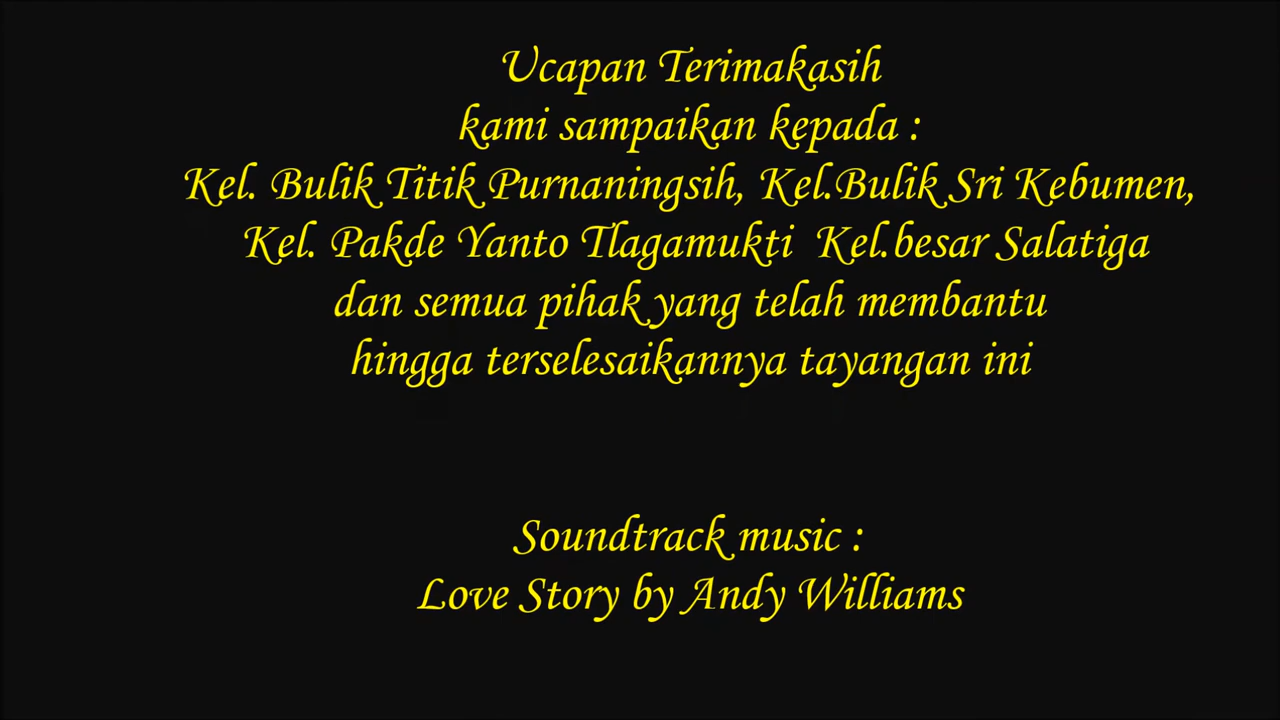 Ucapan Terimakasih
kami sampaikan kepada :
Kel. Bulik Titik Purnaningsih, Kel.Bulik Sri Kebumen,
Kel. Pakde Yanto Tlagamukti  Kel.besar Salatiga
dan semua pihak yang telah membantu
hingga terselesaikannya tayangan ini
Soundtrack music :
Love Story by Andy Williams